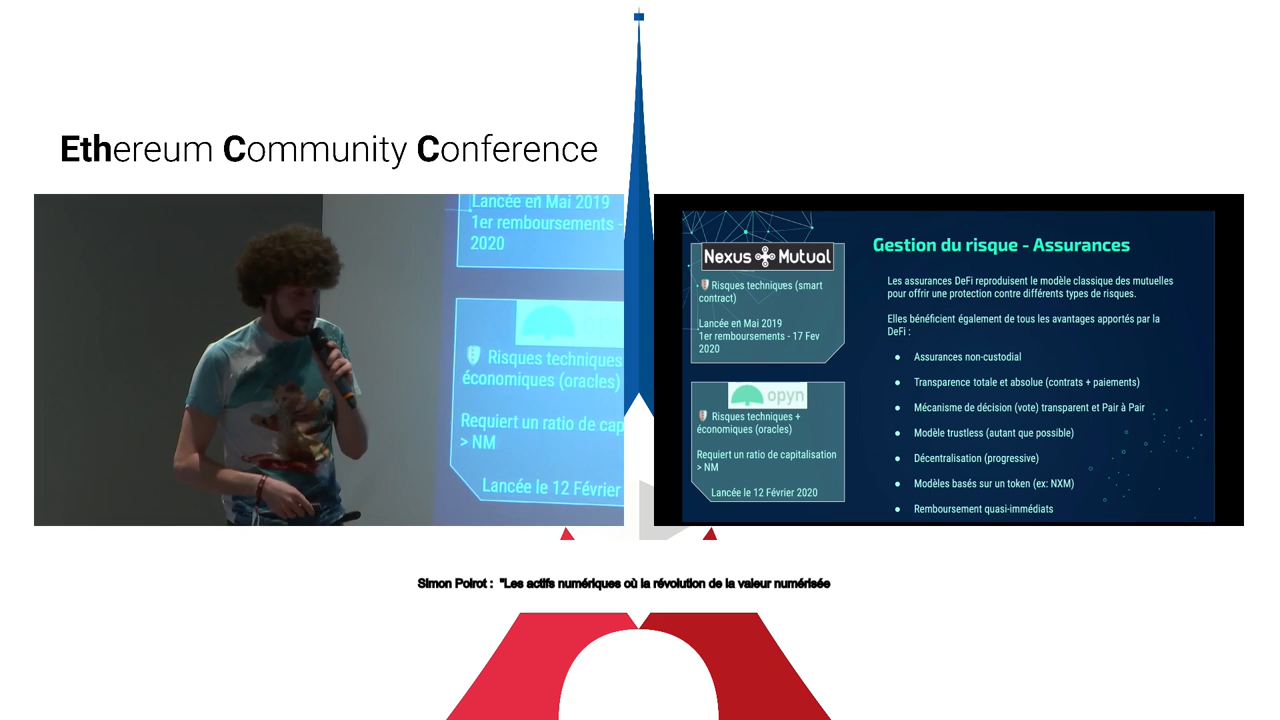 Ethereum Community Conference
Lancée en Mai 2019
1er remboursements -
2020
Risques techniques
économiques (oracles)
Requiert un ratio de cap
> NM
Lancée le 12 Février
Nexus Mutual
Risques techniques (smart
contract)
Lancée en Mai 2019
1er remboursements - 17 Fev
2020
opyn
Risques techniques +
économiques (oracles)
Requiert un ratio de capitalisation
> NM
Lancée le 12 Février 2020
Gestion du risque - Assurances
Les assurances DeFi reproduisent le modèle classique des mutuelles
pour offrir une protection contre différents types de risques.
Elles bénéficient également de tous les avantages apportés par la
DeFi :
● Assurances non-custodial
● Transparence totale et absolue (contrats + paiements)
● Mécanisme de décision (vote) transparent et Pair à Pair
● Modèle trustless (autant que possible)
● Décentralisation (progressive)
● Modèles basés sur un token (ex: NXM)
● Remboursement quasi-immédiats
Simon Poirot : "Les actifs numériques où la révolution de la valeur numérisée